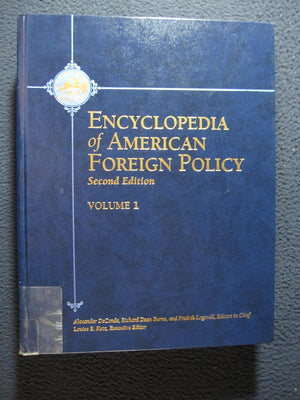 ENCYCLOPEDIA
of AMERICAN
FOREIGN POLICY
Second Edition
VOLUME 1
Alexander DeConde, Richard Dean Burns, and Fredrik Logevall, Editors in Chief
Louise B. Ketz, Executive Editor